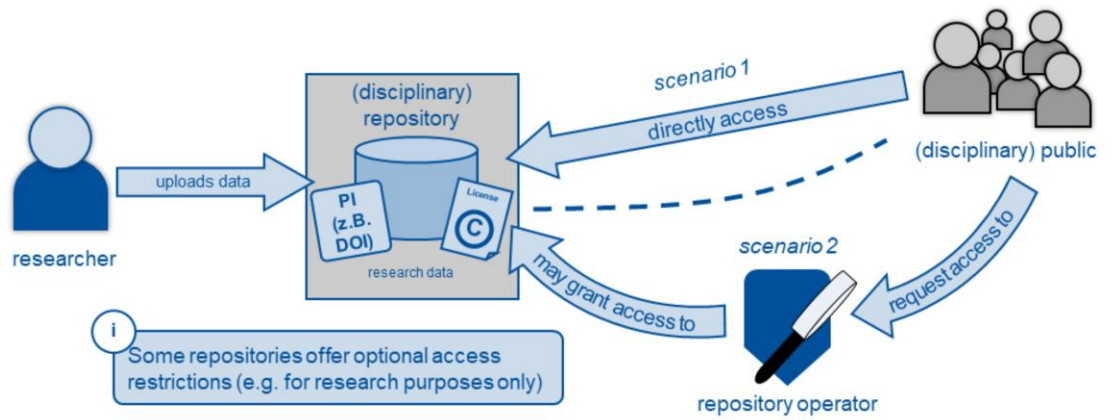 researcher
uploads data
(disciplinary)
repository
PI
(z.B.
DOI)
License
C
research data
scenario 1
directly access
(disciplinary) public
request access to
scenario 2
may grant access to
repository operator
i
Some repositories offer optional access
restrictions (e.g. for research purposes only)